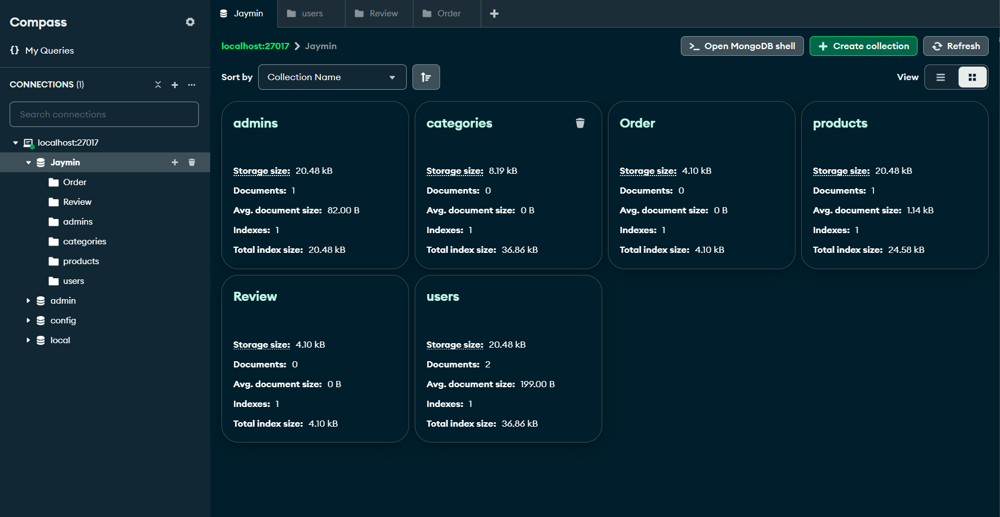 Compass
My Queries
CONNECTIONS (1)
Search connections
localhost:27017
Jaymin
Order
Review
admins
categories
products
users
admin
config
local
Jaymin
users
Review
Order
localhost:27017 Jaymin
Open MongoDB shell
Create collection
Refresh
Sort by Collection Name
View
admins
Storage size: 20.48 kB
Documents: 1
Avg. document size: 82.00 B
Indexes: 1
Total index size: 20.48 kB
categories
Storage size: 8.19 kB
Documents: 0
Avg. document size: 0 B
Indexes: 1
Total index size: 36.86 kB
Order
Storage size: 4.10 kB
Documents: 0
Avg. document size: 0 B
Indexes: 1
Total index size: 4.10 kB
products
Storage size: 20.48 kB
Documents: 1
Avg. document size: 1.14 kB
Indexes: 1
Total index size: 24.58 kB
Review
Storage size: 4.10 kB
Documents: 0
Avg. document size: 0 B
Indexes: 1
Total index size: 4.10 kB
users
Storage size: 20.48 kB
Documents: 2
Avg. document size: 199.00 B
Indexes: 1
Total index size: 36.86 kB